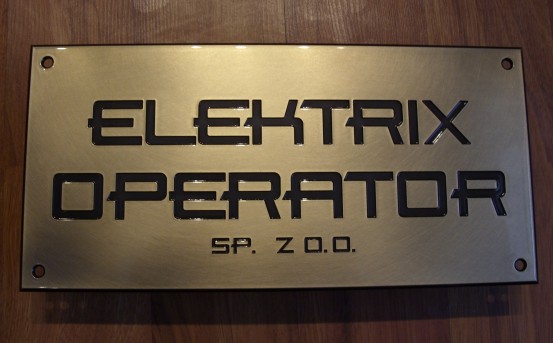 ELEKTRIX
OPERATOR
SP. Z O.O.